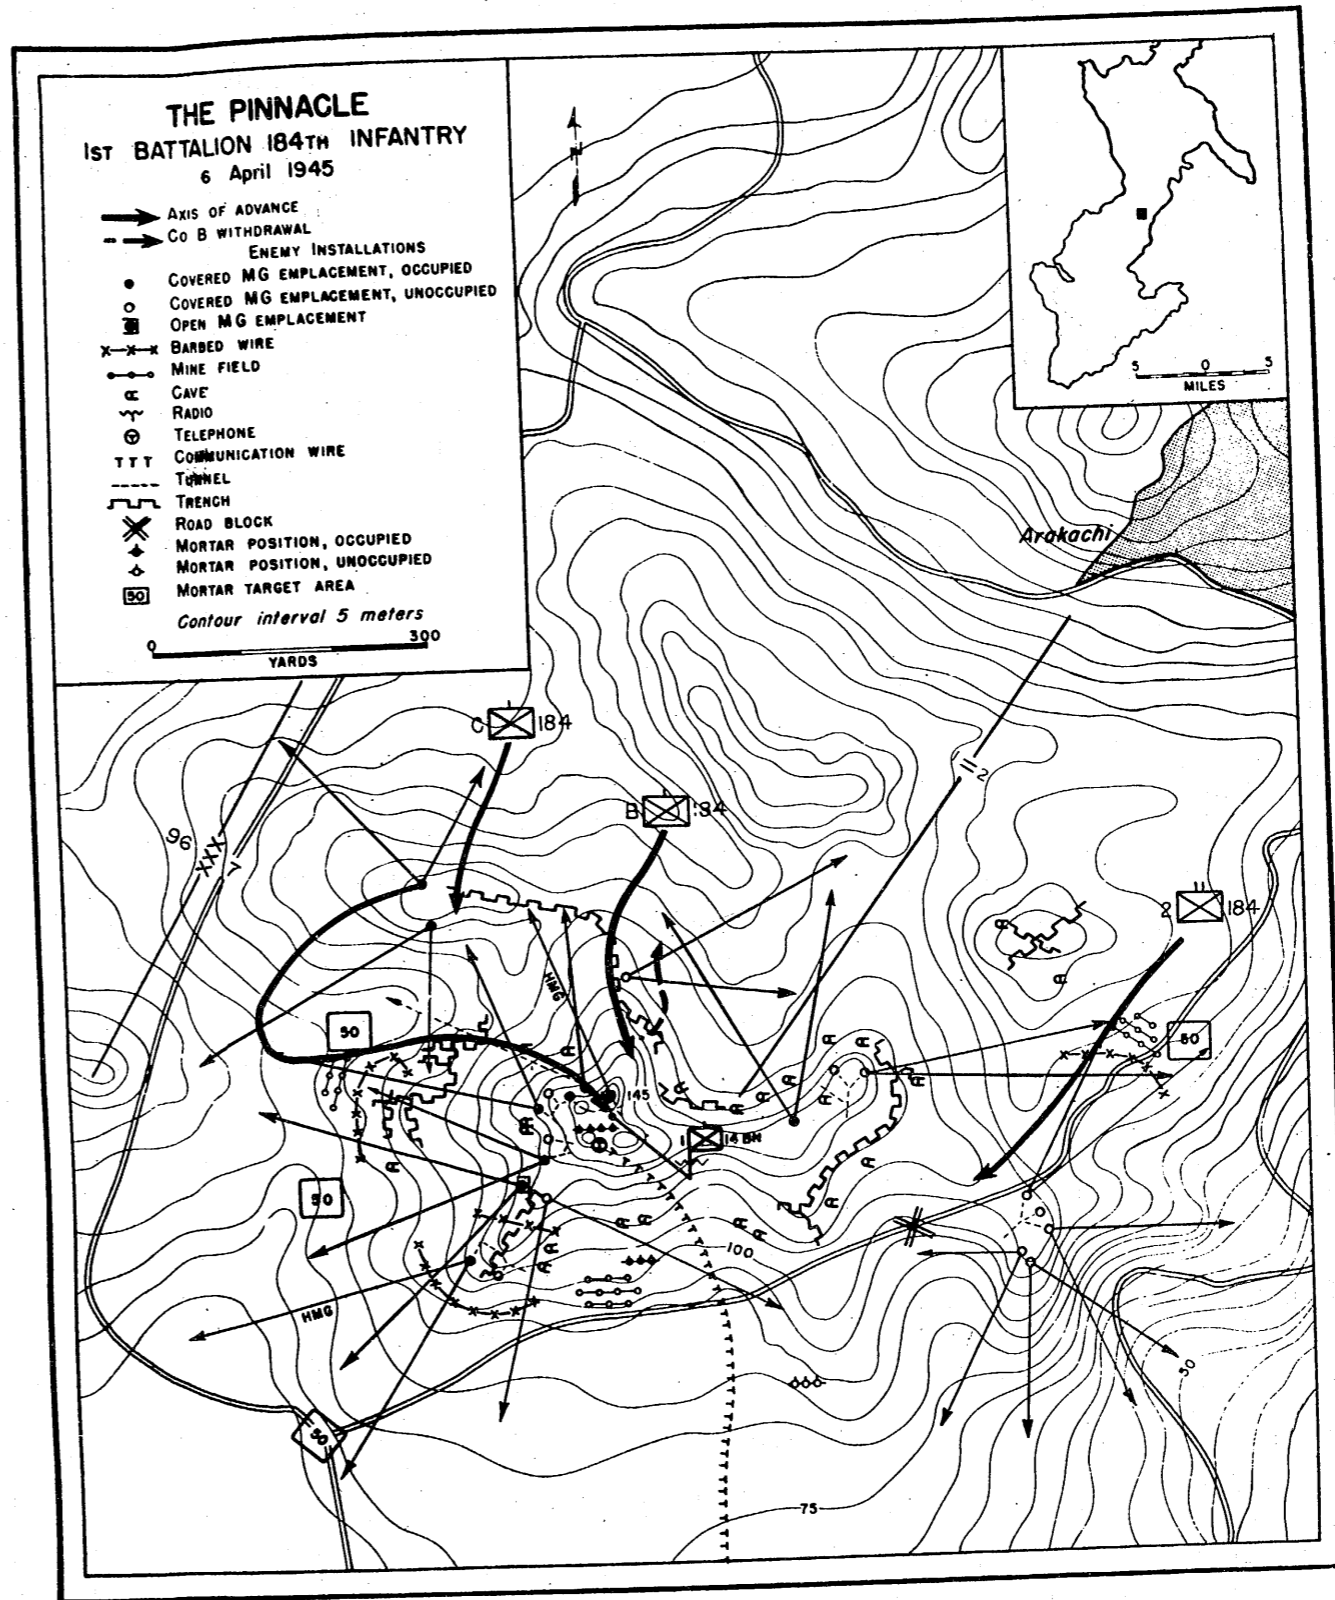 THE PINNACLE
1ST BATTALION 184TH INFANTRY
6 April 1945
AXIS OF ADVANCE
CO B WITHDRAWAL
ENEMY INSTALLATIONS
COVERED MG EMPLACEMENT, OCCUPIED
COVERED MG EMPLACEMENT, UNOCCUPIED
OPEN MG EMPLACEMENT
BARBED WIRE
MINE FIELD
CAVE
RADIO
TELEPHONE
COMMUNICATION WIRE
TUNNEL
TRENCH
ROAD BLOCK
MORTAR POSITION, OCCUPIED
MORTAR POSITION, UNOCCUPIED
50 MORTAR TARGET AREA
Contour interval 5 meters
0 300
YARDS
N
5 0 5
MILES
Arakachi
C 184
B 184
1=2
96
XXX
7
2 184
HMG
50
50
145
1 14 BN
50
100
HMG
50
50
75